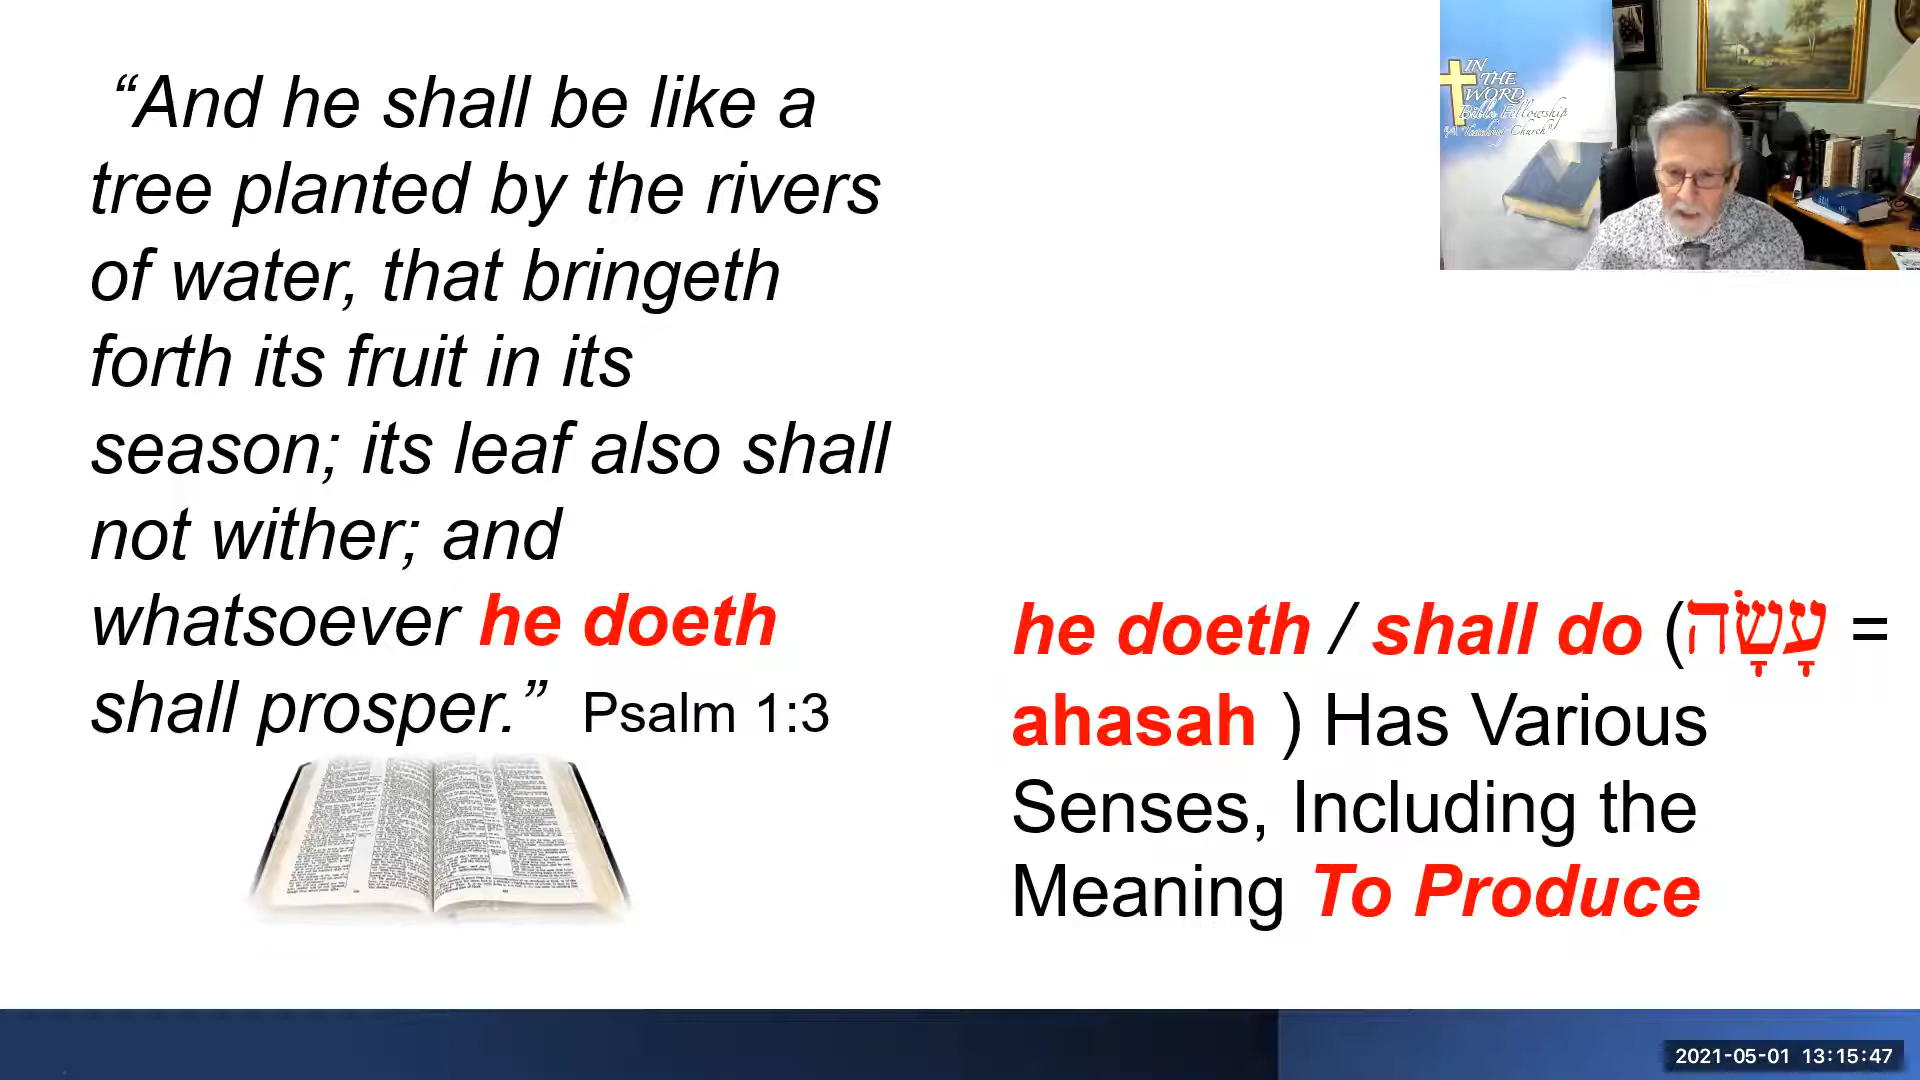 “And he shall be like a
tree planted by the rivers
of water, that bringeth
forth its fruit in its
season; its leaf also shall
not wither; and
whatsoever he doeth
shall prosper.” Psalm 1:3
he doeth / shall do (עָשָׂה =
ahasah ) Has Various
Senses, Including the
Meaning To Produce
IN
THE
WORD
Bible Fellowship
"A Teaching Church"
2021-05-01 13:15:47